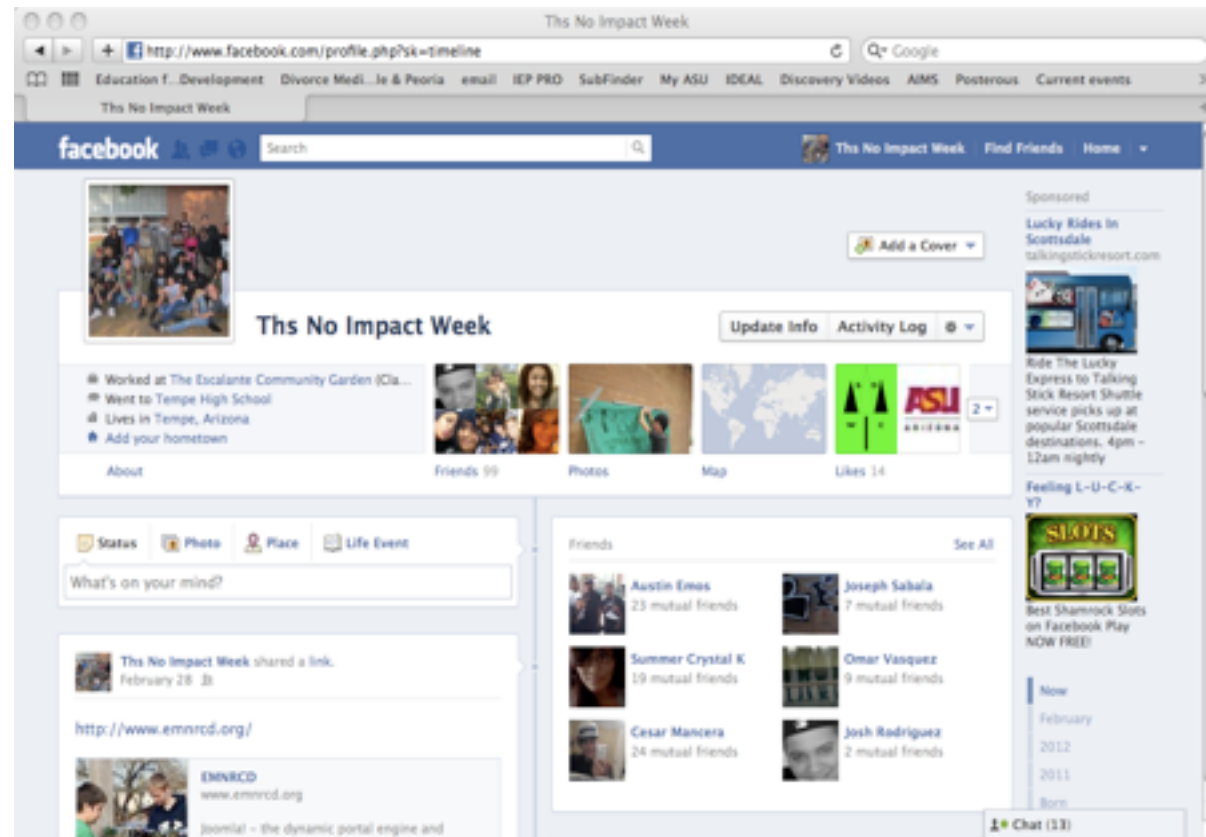 Ths No Impact Week
http://www.facebook.com/profile.php?sk=timeline
Google
Education f...Development Divorce Medi...le & Peoria email IEP PRO SubFinder My ASU IDEAL Discovery Videos AIMS Posterous Current events
Ths No Impact Week
facebook
Search
Ths No Impact Week Find Friends Home
Add a Cover
Ths No Impact Week
Update Info Activity Log
Worked at The Escalante Community Garden (Cla...
Went to Tempe High School
Lives in Tempe, Arizona
Add your hometown
About
Friends 99
Photos
Map
ASU
ARIZONA
2
Likes 14
Status Photo Place Life Event
What's on your mind?
Ths No Impact Week shared a link.
February 28
http://www.emnrcd.org/
EMNRCD
www.emnrcd.org
Joomla! - the dynamic portal engine and
Friends See All
Austin Emos
23 mutual friends
Joseph Sabala
7 mutual friends
Summer Crystal K
19 mutual friends
Omar Vasquez
9 mutual friends
Cesar Mancera
24 mutual friends
Josh Rodriguez
2 mutual friends
Sponsored
Lucky Rides In
Scottsdale
talkingstickresort.com
Ride The Lucky
Express to Talking
Stick Resort Shuttle
service picks up at
popular Scottsdale
destinations. 4pm -
12am nightly
Feeling L-U-C-K-
Y?
SLOTS
Best Shamrock Slots
on Facebook Play
NOW FREE!
Now
February
2012
2011
Born
Chat (13)